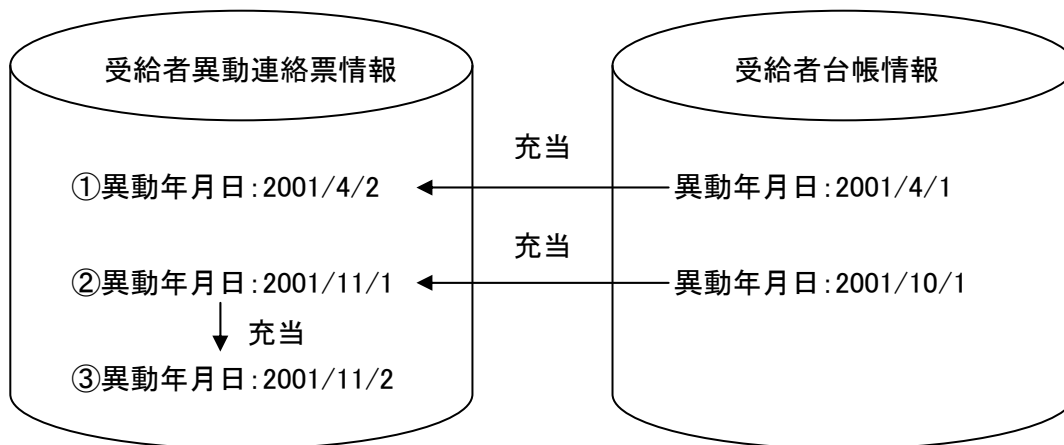 受給者異動連絡票情報
受給者台帳情報
充当
①異動年月日:2001/4/2
異動年月日:2001/4/1
充当
②異動年月日:2001/11/1
異動年月日:2001/10/1
充当
③異動年月日:2001/11/2